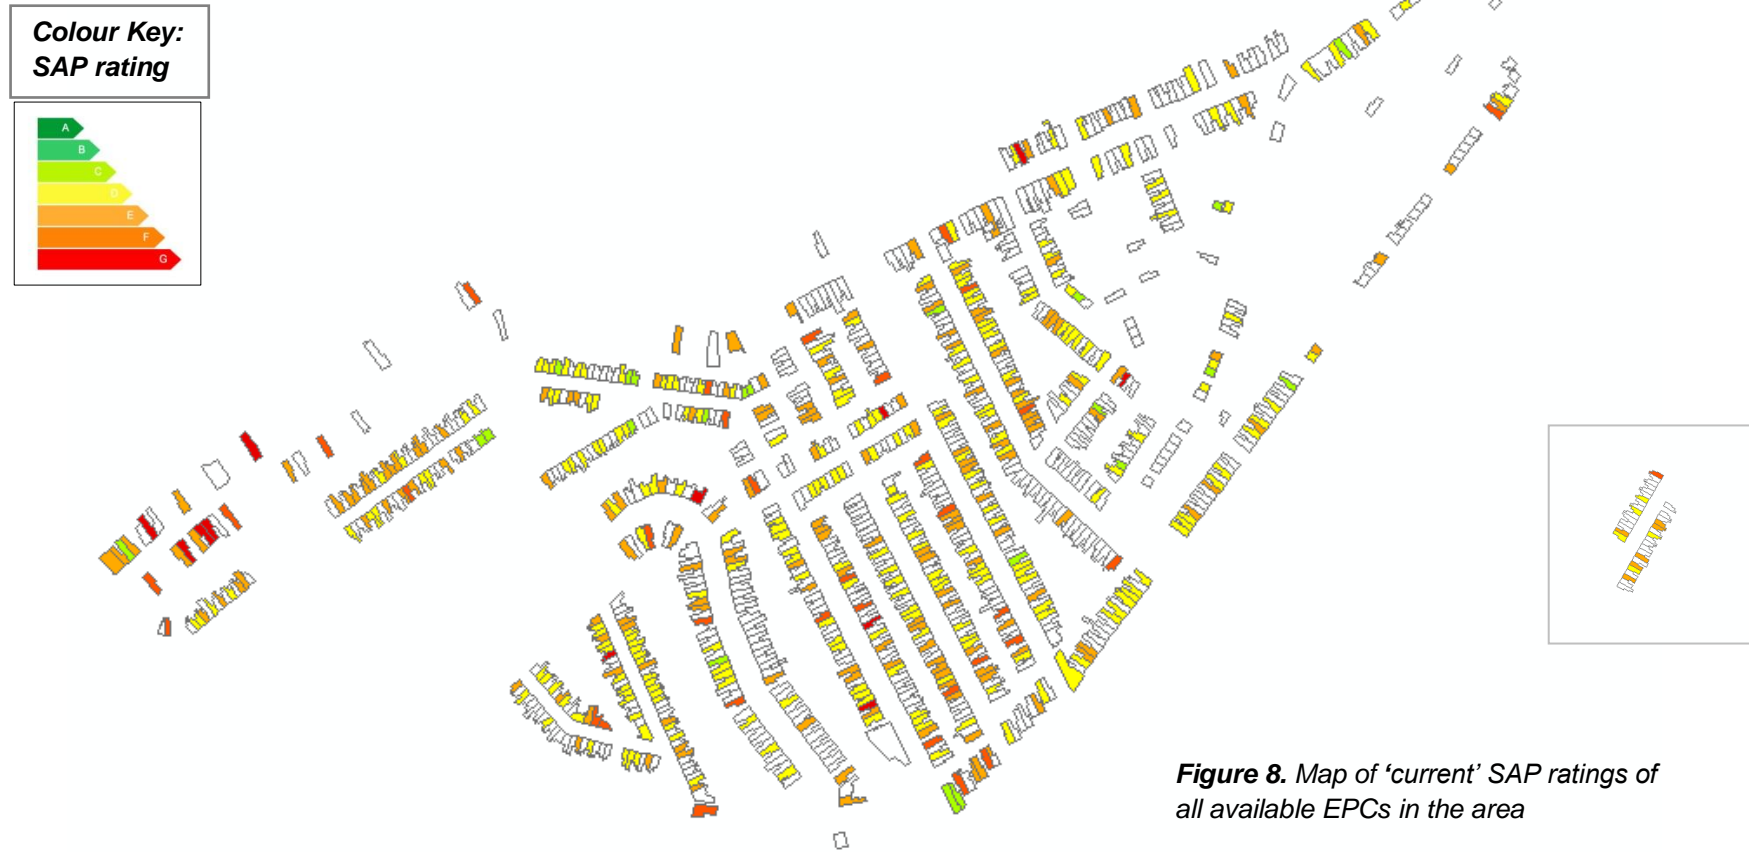 Colour Key:
SAP rating
A
B
C
D
E
F
G
Figure 8. Map of ‘current’ SAP ratings of
all available EPCs in the area